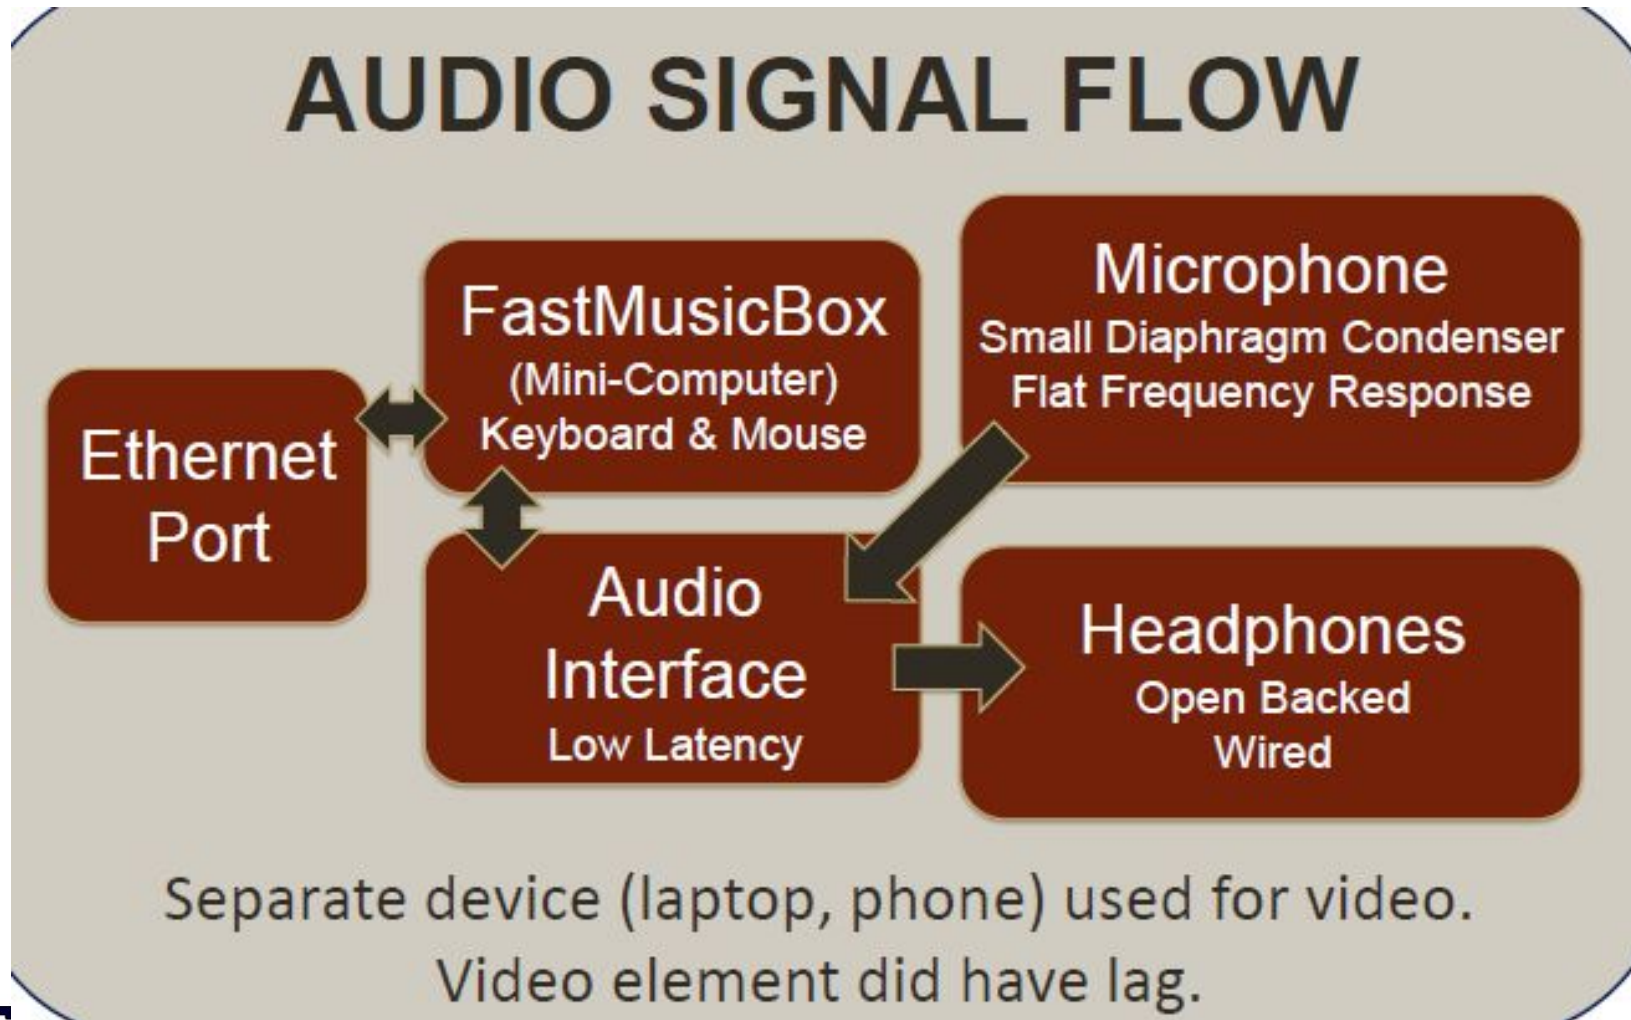 AUDIO SIGNAL FLOW
Ethernet
Port
FastMusicBox
(Mini-Computer)
Keyboard & Mouse
Audio
Interface
Low Latency
Microphone
Small Diaphragm Condenser
Flat Frequency Response
Headphones
Open Backed
Wired
Separate device (laptop, phone) used for video.
Video element did have lag.